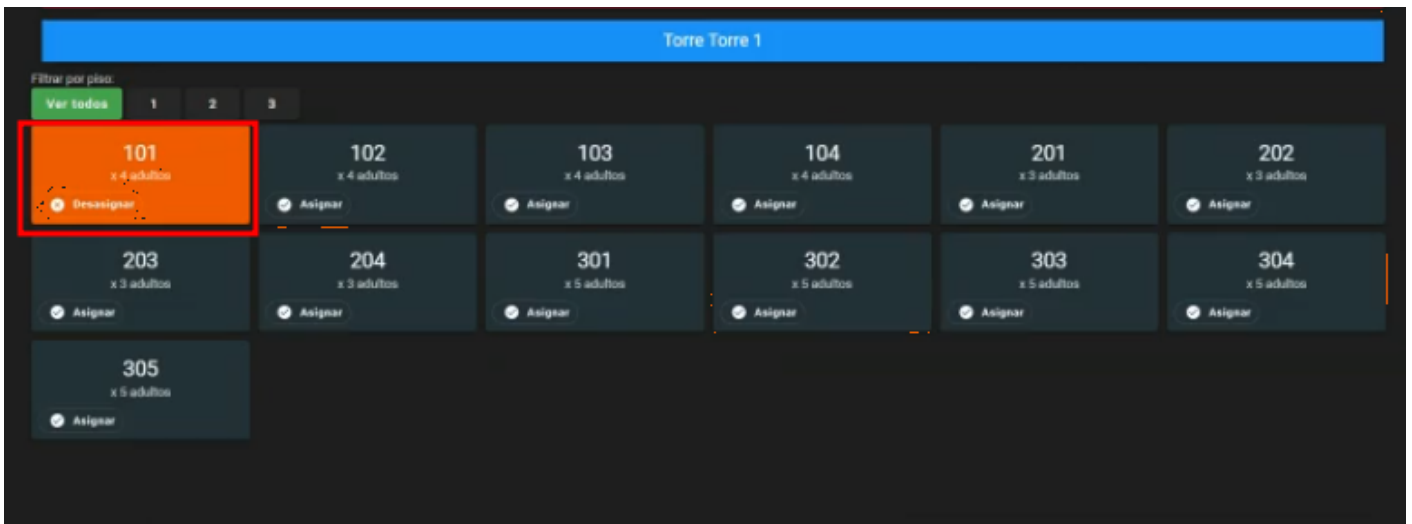 Torre Torre 1
Filtrar por piso:
Ver todos 1 2 3
101 102 103 104 201 202
x 4 adultos x 4 adultos x 4 adultos x 4 adultos x 3 adultos x 3 adultos
Desasignar Asignar Asignar Asignar Asignar Asignar
203 204 301 302 303 304
x 3 adultos x 3 adultos x 5 adultos x 5 adultos x 5 adultos x 5 adultos
Asignar Asignar Asignar Asignar Asignar Asignar
305
x 5 adultos
Asignar